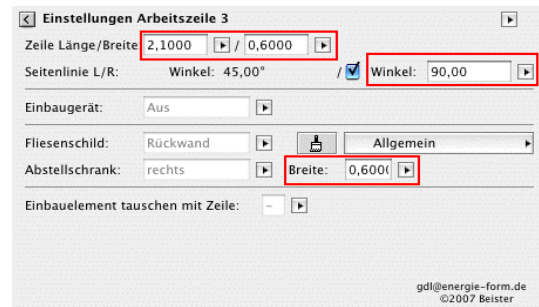 Einstellungen Arbeitszeile 3
Zeile Länge/Breite: 2,1000 / 0,6000
Seitenlinie L/R: Winkel: 45,00° / Winkel: 90,00
Einbaugerät: Aus
Fliesenschild: Rückwand Allgemein
Abstellschrank: rechts Breite: 0,600
Einbauelement tauschen mit Zeile: –
gdl@energie-form.de
©2007 Beister